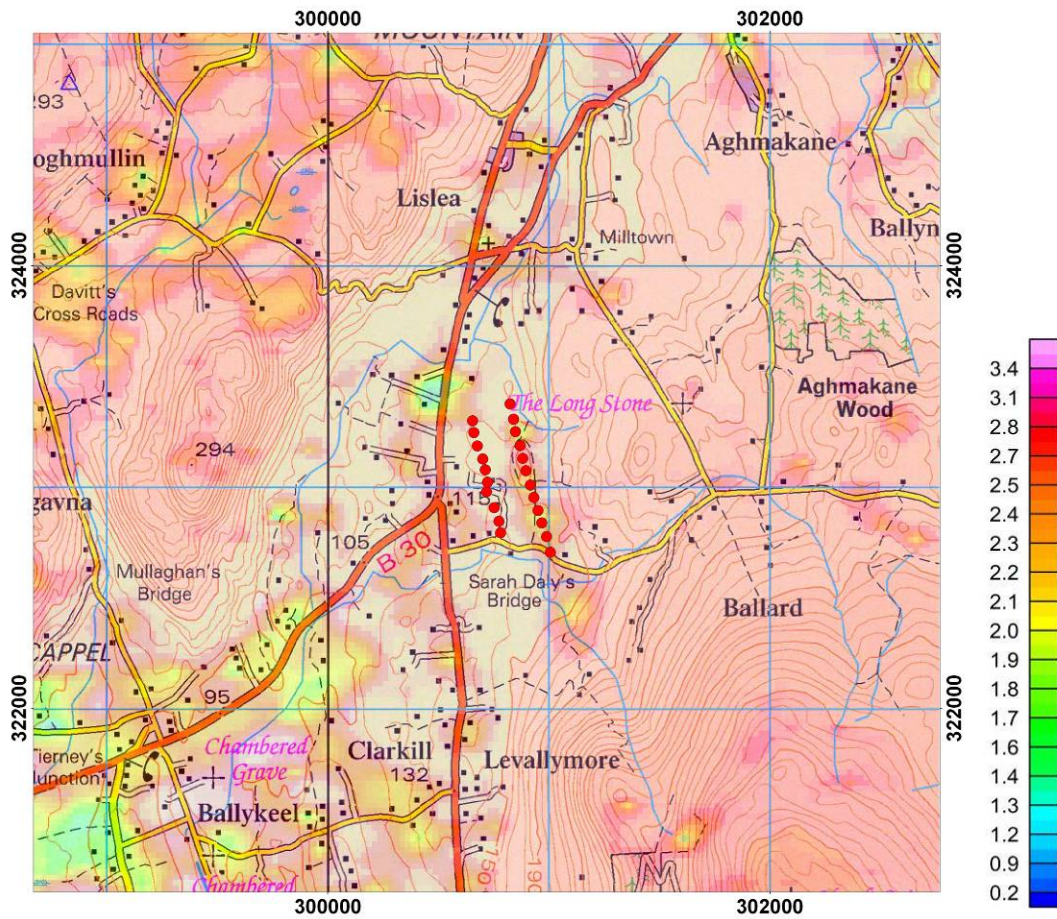 300000
302000
MOUNTAIN
293
oghmullin
Aghmakane
Lislea
Ballyn
Milltown
324000
324000
Davitt's
Cross Roads
Aghmakane
Wood
The Long Stone
294
gavna
115
105
B 30
Mullaghan's
Bridge
Sarah Daly's
Bridge
Ballard
CAPPEL
95
322000
322000
Chambered
Grave
Clarkill
132
Levallymore
Tierney's
Junction
Ballykeel
150
190
Chambered
M
300000
302000
3.4
3.1
2.8
2.7
2.5
2.4
2.3
2.2
2.1
2.0
1.9
1.8
1.7
1.6
1.4
1.3
1.2
0.9
0.2